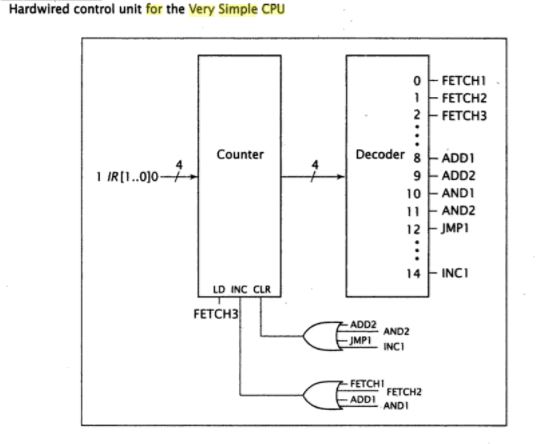 Hardwired control unit for the Very Simple CPU
0 FETCH1
1 FETCH2
2 FETCH3
Counter
Decoder
1 IR[1..0]0
4
4
8 ADD1
9 ADD2
10 AND1
11 AND2
12 JMP1
14 INC1
LD INC CLR
FETCH3
ADD2
AND2
JMP1
INC1
FETCH1
FETCH2
ADD1
AND1